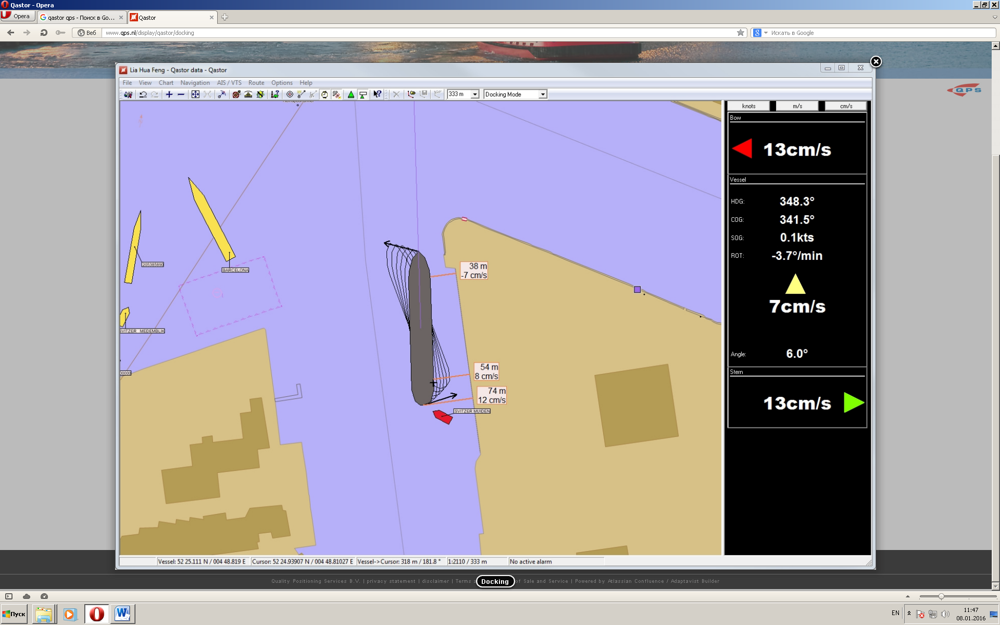 Qastor - Opera
Opera
qastor qps - Поиск в Go...
Qastor
Веб
www.qps.nl/display/qastor/docking
Искать в Google
Lia Hua Feng - Qastor data - Qastor
File View Chart Navigation AIS / VTS Route Options Help
333 m
Docking Mode
QPS
knots m/s cm/s
Bow
13cm/s
Vessel
HDG: 348.3°
COG: 341.5°
SOG: 0.1kts
ROT: -3.7°/min
7cm/s
Angle: 6.0°
Stern
13cm/s
205385890
BARCELONA
38 m
-7 cm/s
SVITZER MEDEMBLIK
54 m
8 cm/s
00000
74 m
12 cm/s
SVITZER MUIDEN
Vessel: 52 25.111 N / 004 48.819 E
Cursor: 52 24.93907 N / 004 48.81027 E
Vessel->Cursor: 318 m / 181.8 °
1:2110 / 333 m
No active alarm
Quality Positioning Services B.V. | privacy statement | disclaimer | Terms
Docking
of Sale and Service | Powered by Atlassian Confluence / Adaptavist Builder
Пуск
EN
11:47
08.01.2016